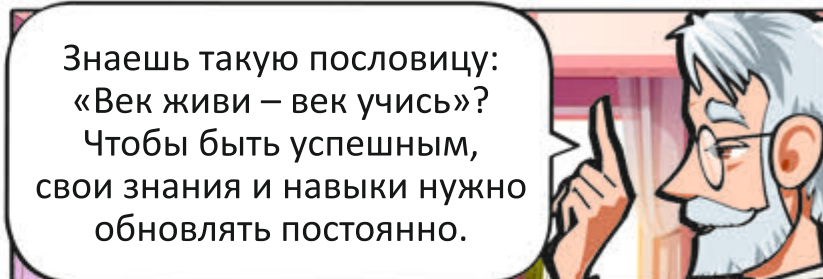 Знаешь такую пословицу:
«Век живи – век учись»?
Чтобы быть успешным,
свои знания и навыки нужно
обновлять постоянно.